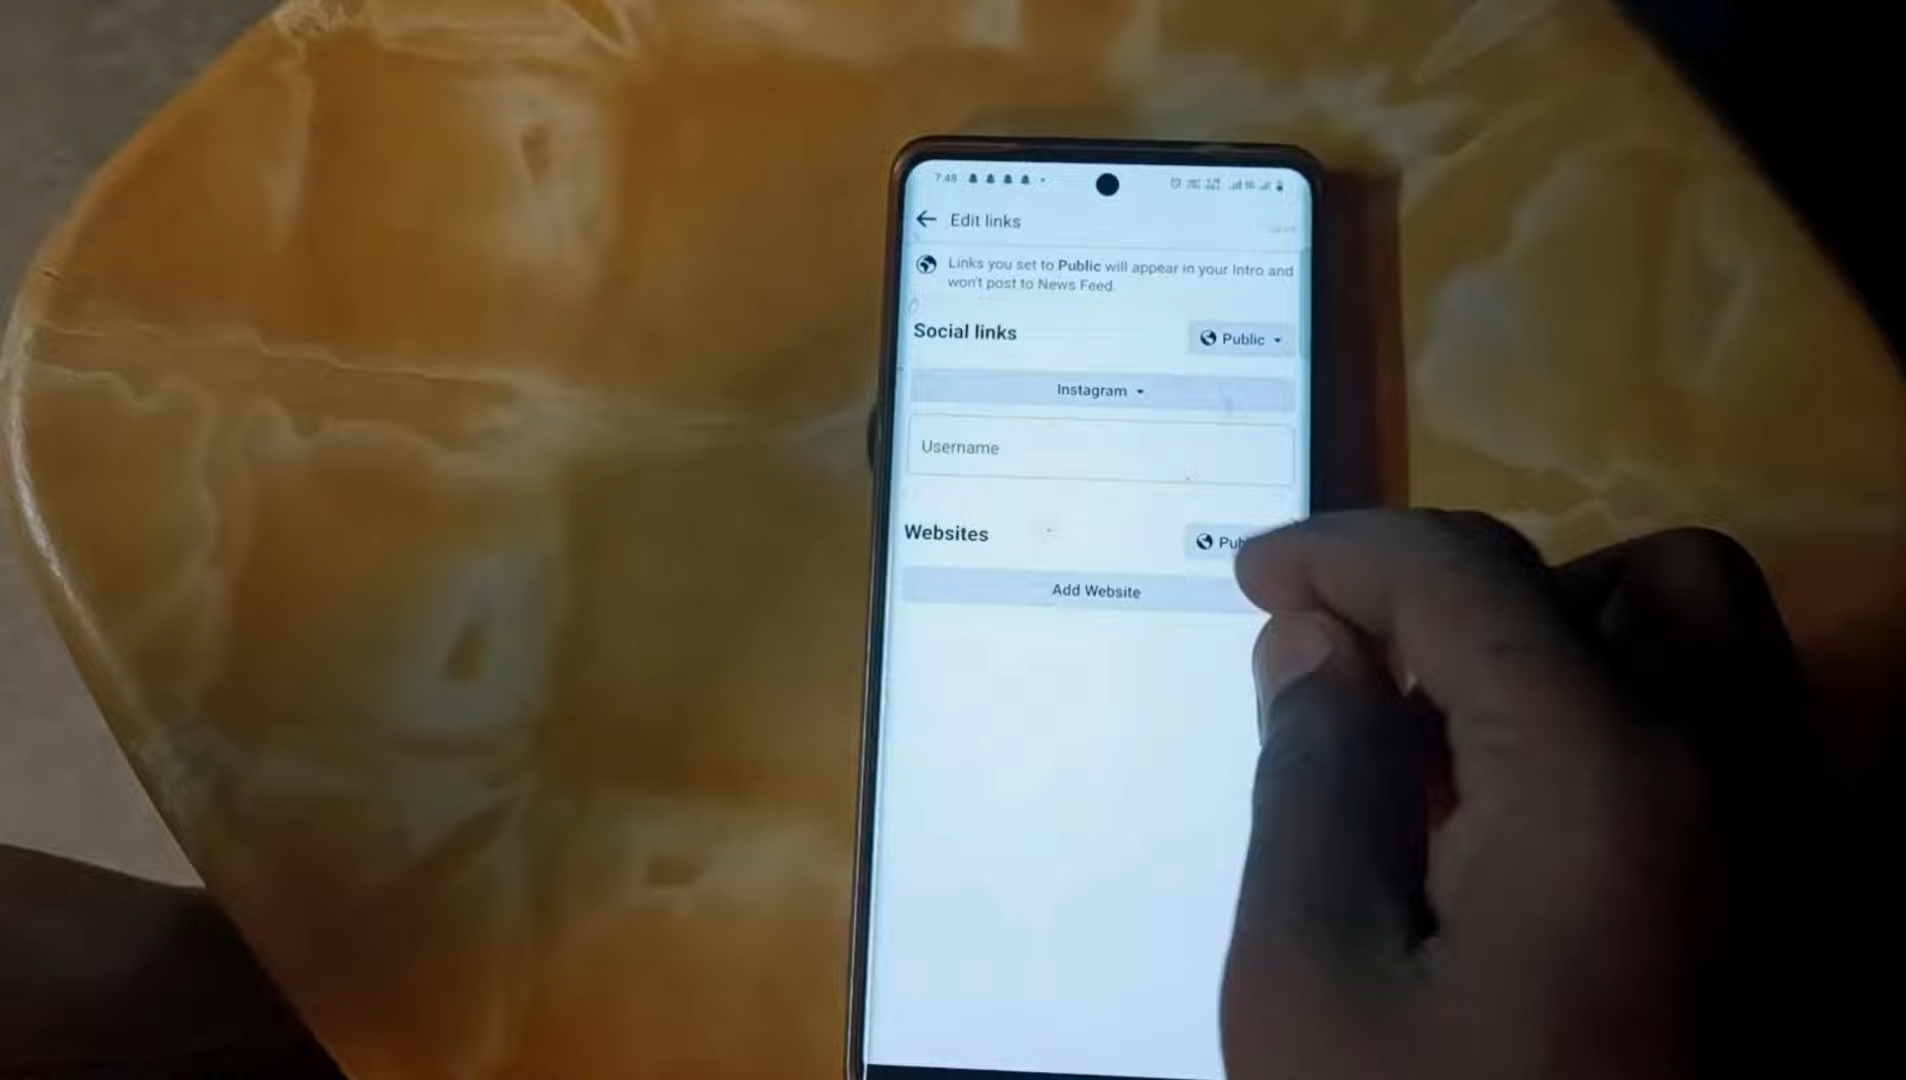 7:48
Edit links
Links you set to Public will appear in your Intro and
won't post to News Feed.
Social links
Public
Instagram
Username
Websites
Add Website